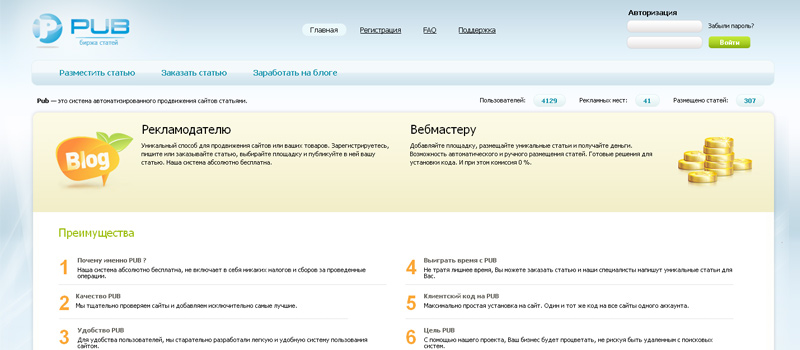 PUB
биржа статей
Главная
Регистрация
FAQ
Поддержка
Авторизация
Забыли пароль?
Войти
Разместить статью
Заказать статью
Заработать на блоге
Pub — это система автоматизированного продвижения сайтов статьями.
Пользователей: 4129
Рекламных мест: 41
Размещено статей: 307
Blog
Рекламодателю
Уникальный способ для продвижения сайтов или ваших товаров. Зарегистрируетесь,
пишите или заказывайте статью, выбирайте площадку и публикуйте в ней вашу
статью. Наша система абсолютно бесплатна.
Вебмастеру
Добавляйте площадку, размещайте уникальные статьи и получайте деньги.
Возможность автоматического и ручного размещения статей. Готовые решения для
установки кода. И при этом комиссия 0 %.
Преимущества
1
Почему именно PUB ?
Наша система абсолютно бесплатна, не включает в себя никаких налогов и сборов за проведенные
операции.
2
Качество PUB
Мы тщательно проверяем сайты и добавляем исключительно самые лучшие.
3
Удобство PUB
Для удобства пользователей, мы старательно разработали легкую и удобную систему пользования
сайтом.
4
Выиграть время с PUB
Не тратя лишнее время, Вы можете заказать статью и наши специалисты напишут уникальные статьи для
Вас.
5
Клиентский код на PUB
Максимально простая установка на сайт. Один и тот же код на все сайты одного аккаунта.
6
Цель PUB
С помощью нашего проекта, Ваш бизнес будет процветать, не рискуя быть удаленным с поисковых
систем.